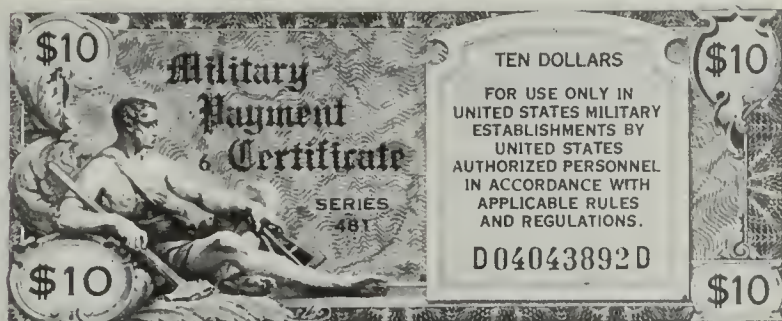 $10
Military
Payment
6 Certificate
SERIES
481
$10
TEN DOLLARS
FOR USE ONLY IN
UNITED STATES MILITARY
ESTABLISHMENTS BY
UNITED STATES
AUTHORIZED PERSONNEL
IN ACCORDANCE WITH
APPLICABLE RULES
AND REGULATIONS.
D04043892D
$10
$10